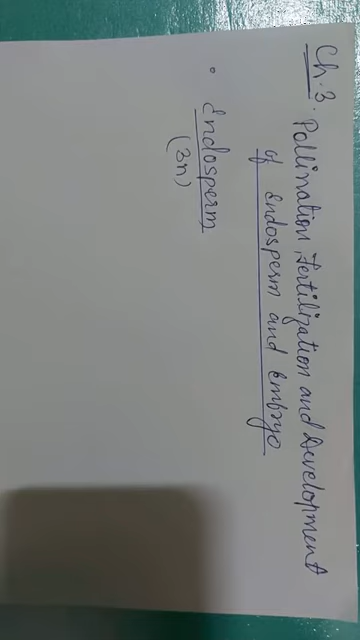 Ch. 3. Pollination, Fertilization and Development
of Endosperm and Embryo
• Endosperm
(3n)